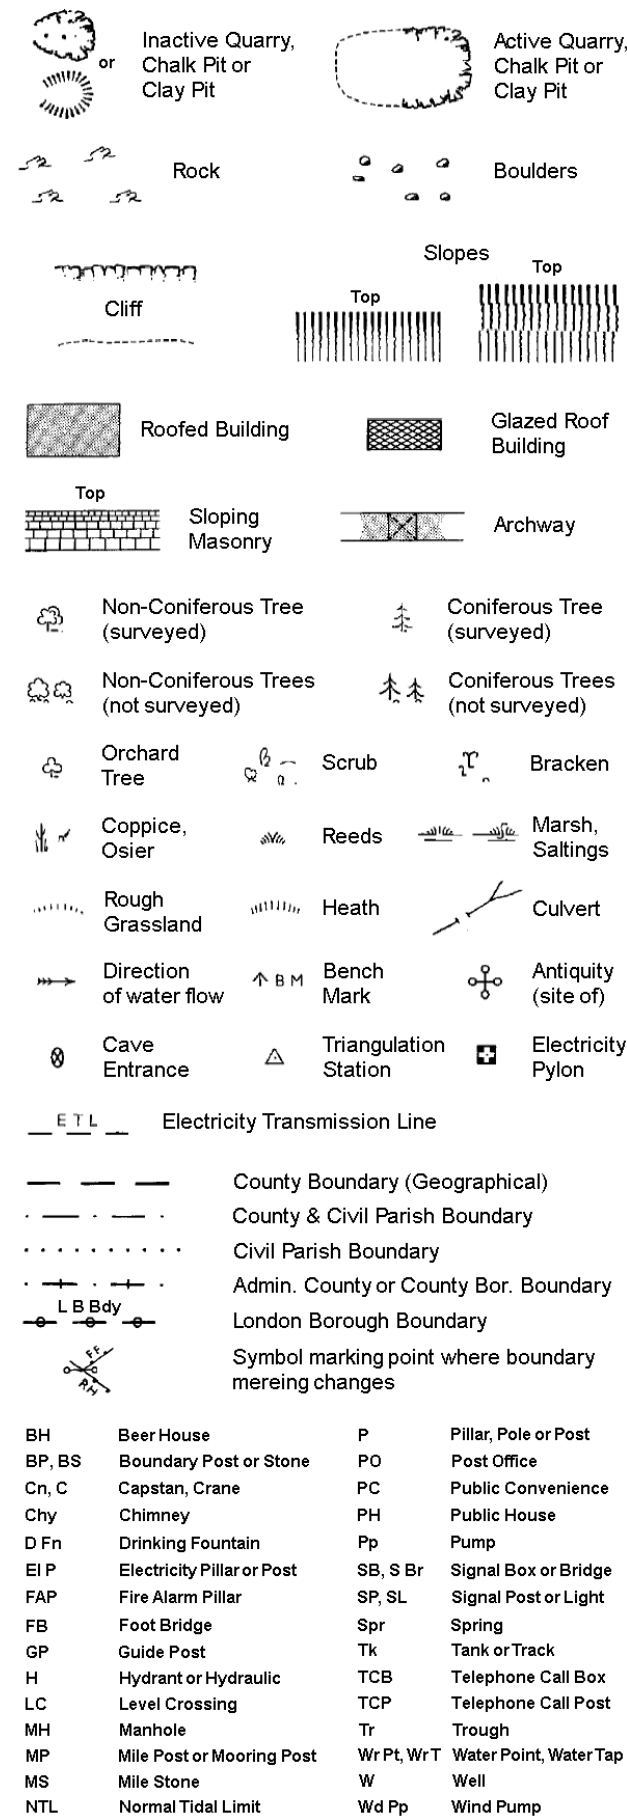 or
Inactive Quarry,
Chalk Pit or
Clay Pit
Active Quarry,
Chalk Pit or
Clay Pit
Rock
Boulders
Slopes
Cliff
Top
Top
Roofed Building
Glazed Roof
Building
Top
Sloping
Masonry
Archway
Non-Coniferous Tree
(surveyed)
Coniferous Tree
(surveyed)
Non-Coniferous Trees
(not surveyed)
Coniferous Trees
(not surveyed)
Orchard
Tree
Scrub
Bracken
Coppice,
Osier
Reeds
Marsh,
Saltings
Rough
Grassland
Heath
Culvert
Direction
of water flow
B M
Bench
Mark
Antiquity
(site of)
Cave
Entrance
Triangulation
Station
Electricity
Pylon
E T L
Electricity Transmission Line
County Boundary (Geographical)
County & Civil Parish Boundary
Civil Parish Boundary
Admin. County or County Bor. Boundary
L B Bdy
London Borough Boundary
FF
RH
Symbol marking point where boundary
mereing changes
BH Beer House
BP, BS Boundary Post or Stone
Cn, C Capstan, Crane
Chy Chimney
D Fn Drinking Fountain
El P Electricity Pillar or Post
FAP Fire Alarm Pillar
FB Foot Bridge
GP Guide Post
H Hydrant or Hydraulic
LC Level Crossing
MH Manhole
MP Mile Post or Mooring Post
MS Mile Stone
NTL Normal Tidal Limit
P Pillar, Pole or Post
PO Post Office
PC Public Convenience
PH Public House
Pp Pump
SB, S Br Signal Box or Bridge
SP, SL Signal Post or Light
Spr Spring
Tk Tank or Track
TCB Telephone Call Box
TCP Telephone Call Post
Tr Trough
Wr Pt, Wr T Water Point, Water Tap
W Well
Wd Pp Wind Pump